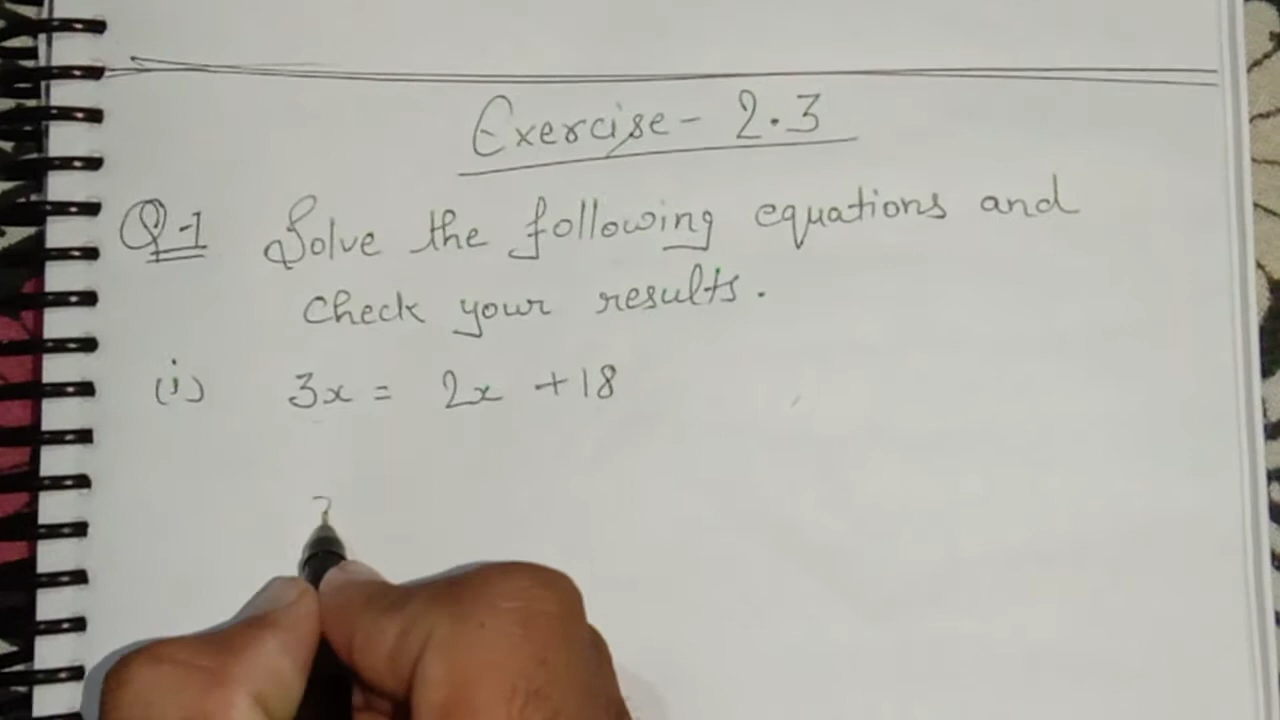 Exercise - 2.3
Q-1 Solve the following equations and
check your results.
(i) 3x = 2x + 18